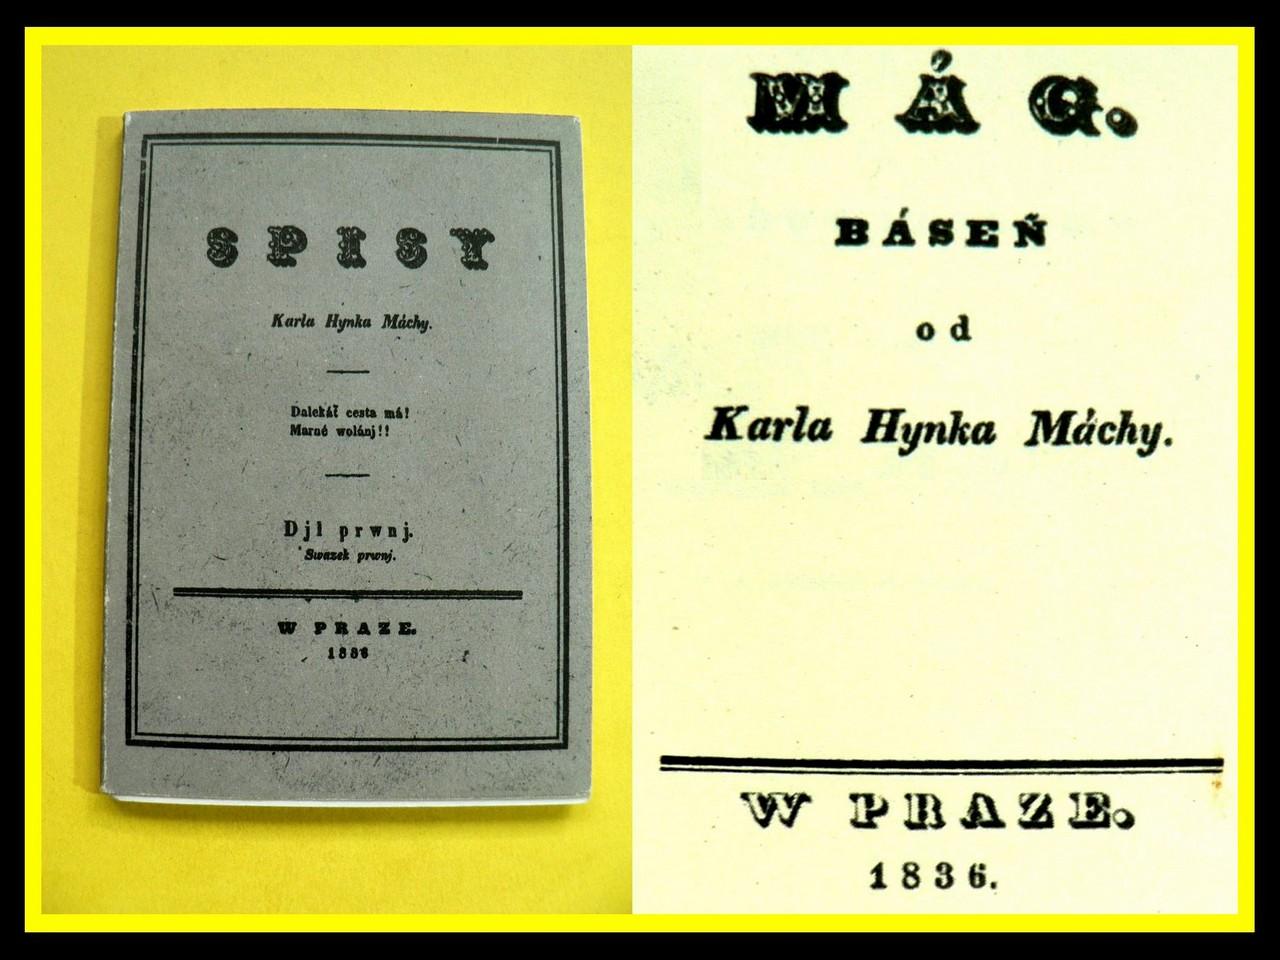 SPISY
Karla Hynka Máchy.
Dalekáť cesta má!
Marné wolánj!!
Djl prwnj.
Swazek prwnj.
W PRAZE.
1836
MÁG.
BÁSEŇ
od
Karla Hynka Máchy.
W PRAZE.
1836.